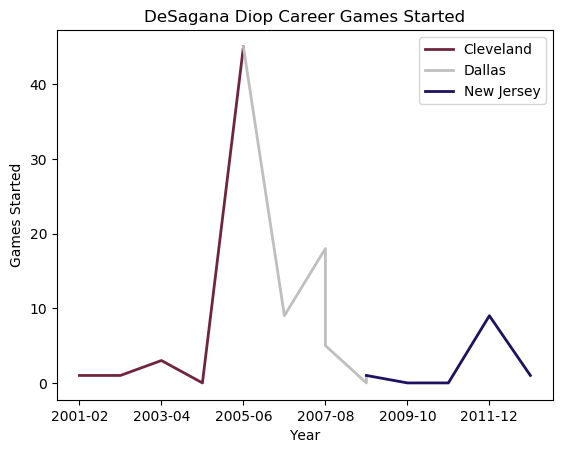 DeSagana Diop Career Games Started
Cleveland
Dallas
New Jersey
Games Started
40
30
20
10
0
2001-02 2003-04 2005-06 2007-08 2009-10 2011-12
Year